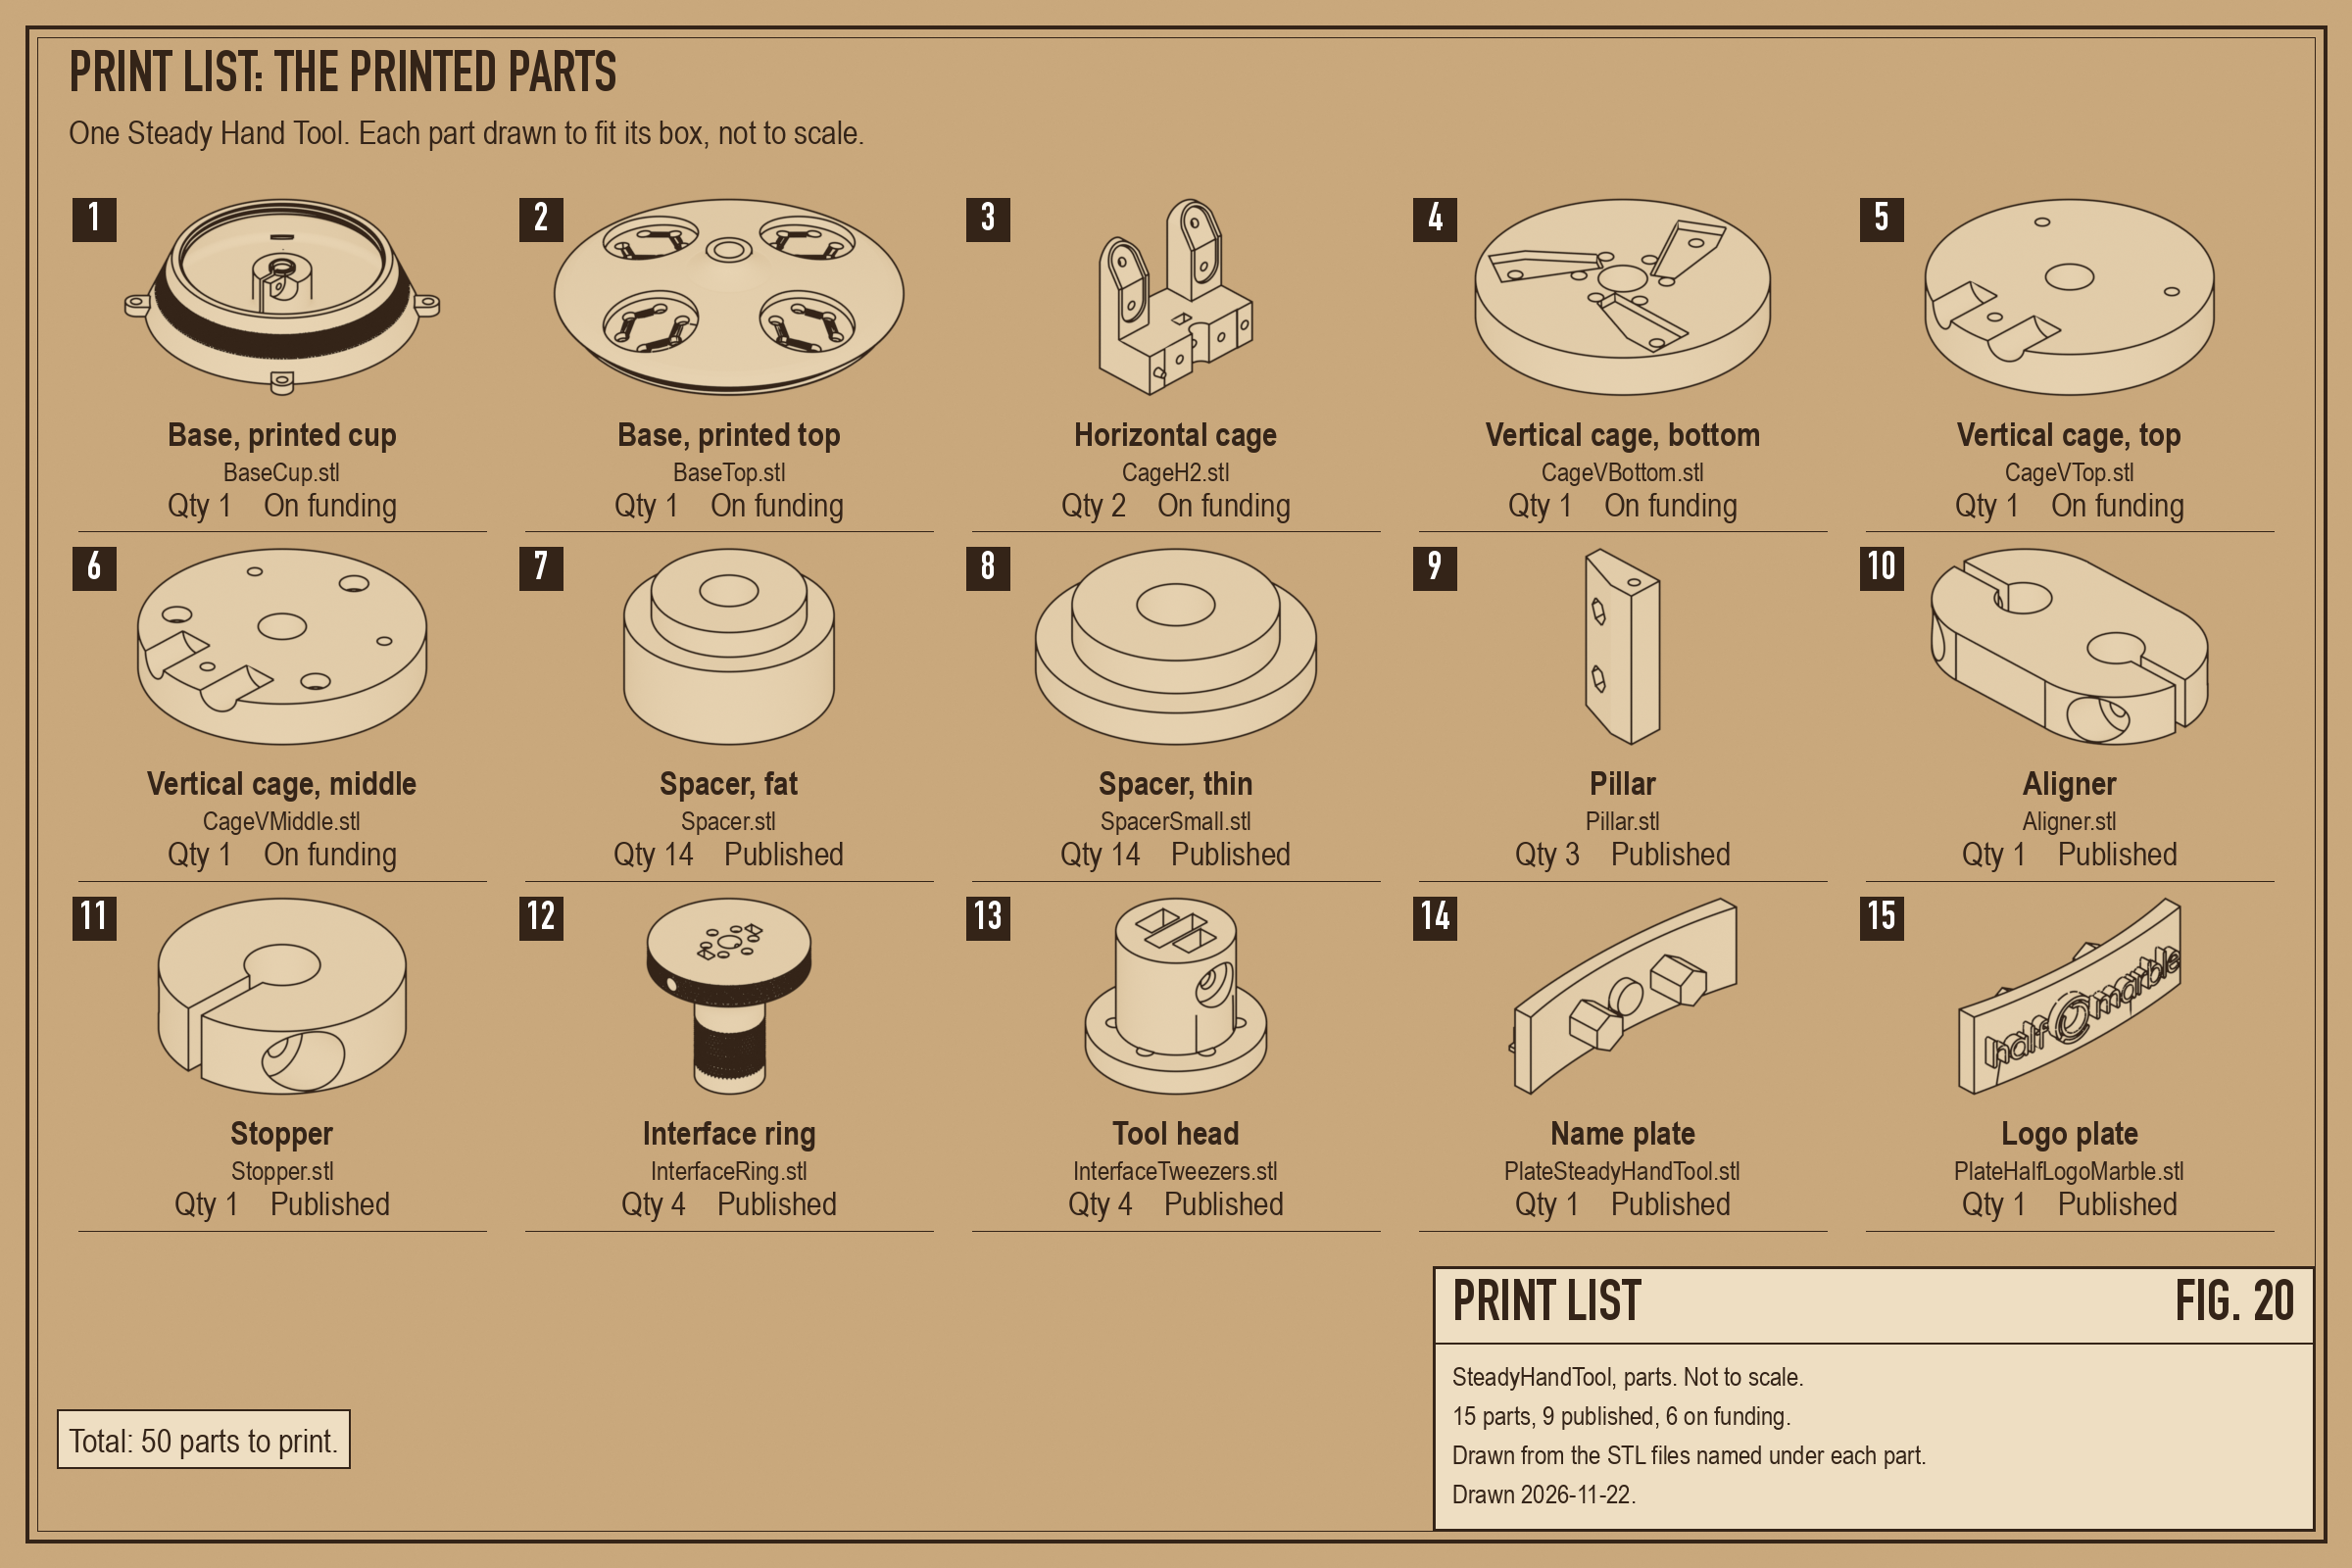 PRINT LIST: THE PRINTED PARTS
One Steady Hand Tool. Each part drawn to fit its box, not to scale.
1
Base, printed cup
BaseCup.stl
Qty 1 On funding
2
Base, printed top
BaseTop.stl
Qty 1 On funding
3
Horizontal cage
CageH2.stl
Qty 2 On funding
4
Vertical cage, bottom
CageVBottom.stl
Qty 1 On funding
5
Vertical cage, top
CageVTop.stl
Qty 1 On funding
6
Vertical cage, middle
CageVMiddle.stl
Qty 1 On funding
7
Spacer, fat
Spacer.stl
Qty 14 Published
8
Spacer, thin
SpacerSmall.stl
Qty 14 Published
9
Pillar
Pillar.stl
Qty 3 Published
10
Aligner
Aligner.stl
Qty 1 Published
11
Stopper
Stopper.stl
Qty 1 Published
12
Interface ring
InterfaceRing.stl
Qty 4 Published
13
Tool head
InterfaceTweezers.stl
Qty 4 Published
14
Name plate
PlateSteadyHandTool.stl
Qty 1 Published
15
half marble
Logo plate
PlateHalfLogoMarble.stl
Qty 1 Published
Total: 50 parts to print.
PRINT LIST
FIG. 20
SteadyHandTool, parts. Not to scale.
15 parts, 9 published, 6 on funding.
Drawn from the STL files named under each part.
Drawn 2026-11-22.